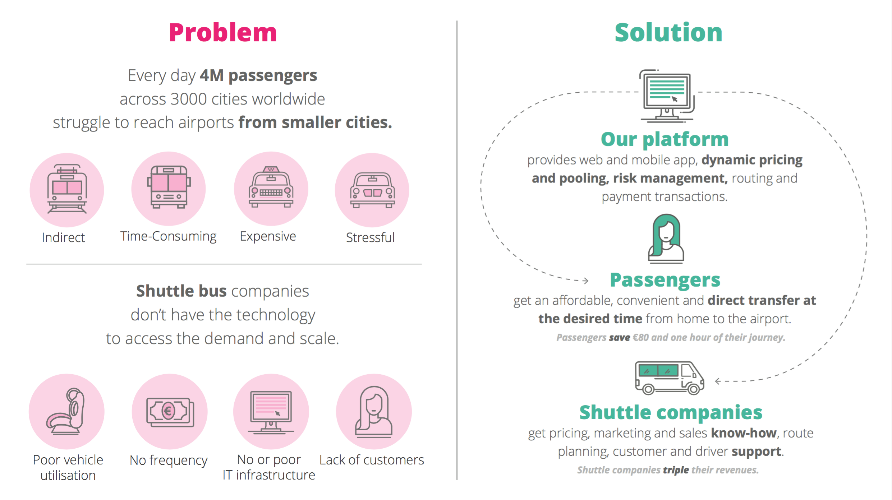 Problem
Every day 4M passengers
across 3000 cities worldwide
struggle to reach airports from smaller cities.
Indirect
Time-Consuming
Expensive
Stressful
Shuttle bus companies
don’t have the technology
to access the demand and scale.
€
Poor vehicle
utilisation
No frequency
No or poor
IT infrastructure
Lack of customers
Solution
Our platform
provides web and mobile app, dynamic pricing
and pooling, risk management, routing and
payment transactions.
Passengers
get an affordable, convenient and direct transfer at
the desired time from home to the airport.
Passengers save €80 and one hour of their journey.
Shuttle companies
get pricing, marketing and sales know-how, route
planning, customer and driver support.
Shuttle companies triple their revenues.